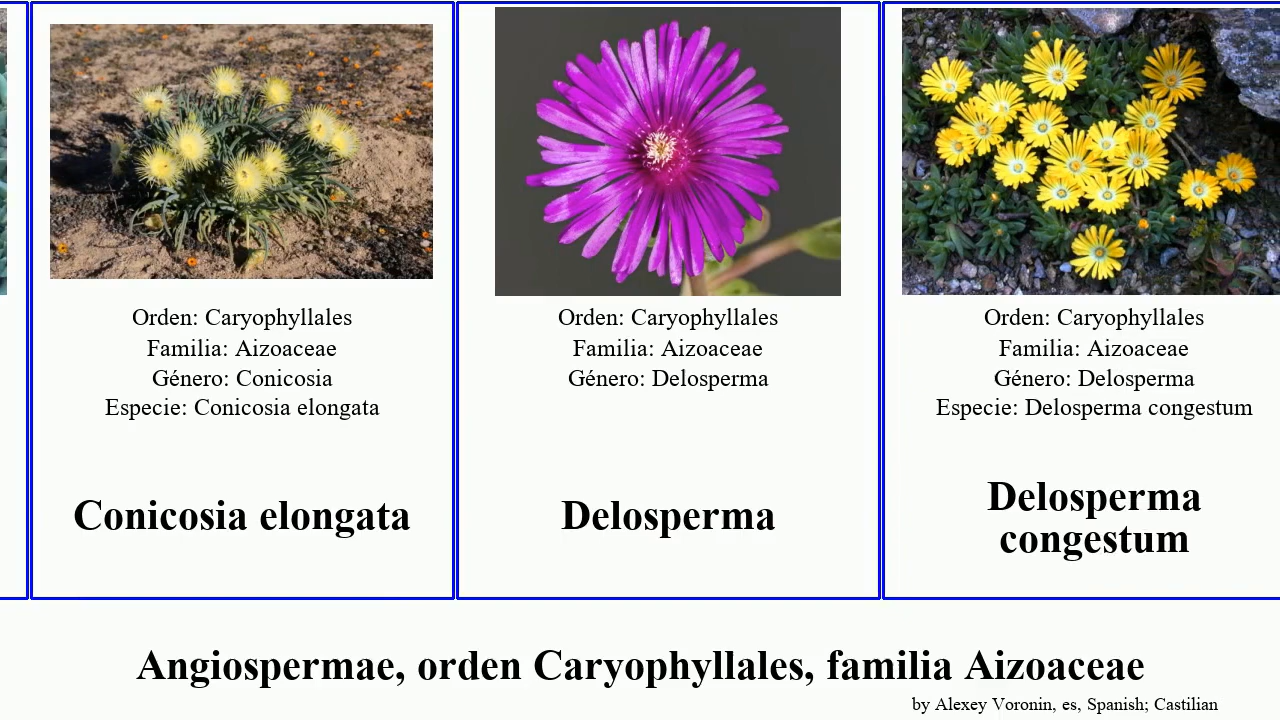 Orden: Caryophyllales
Familia: Aizoaceae
Género: Conicosia
Especie: Conicosia elongata
Conicosia elongata
Orden: Caryophyllales
Familia: Aizoaceae
Género: Delosperma
Delosperma
Orden: Caryophyllales
Familia: Aizoaceae
Género: Delosperma
Especie: Delosperma congestum
Delosperma
congestum
Angiospermae, orden Caryophyllales, familia Aizoaceae
by Alexey Voronin, es, Spanish; Castilian